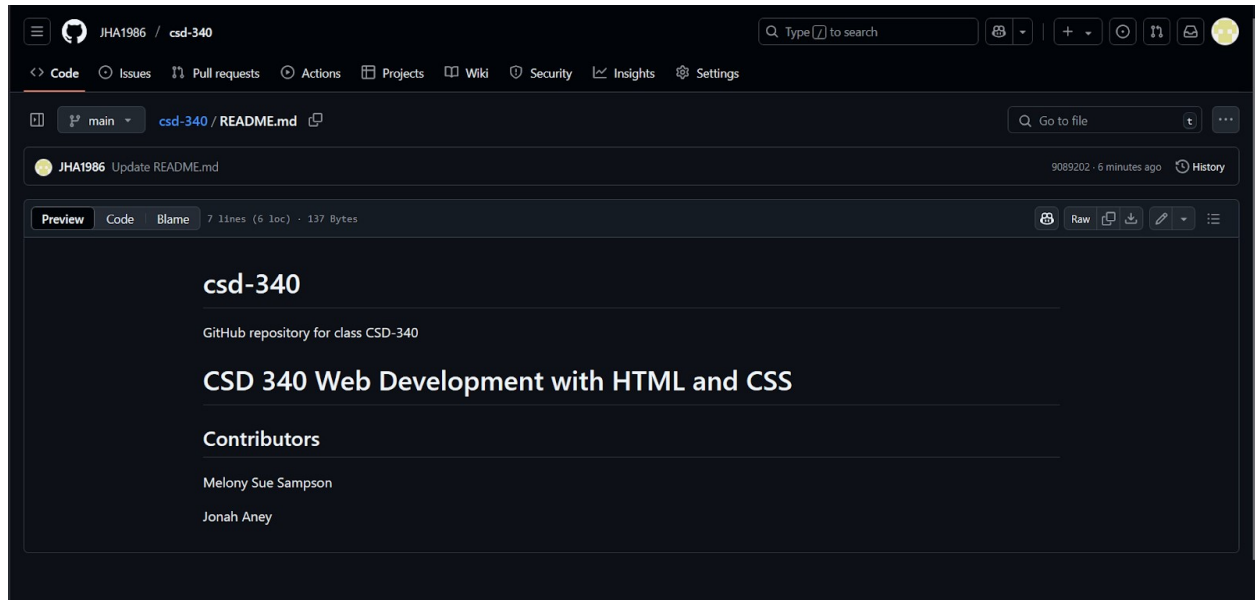 JHA1986 / csd-340
Type / to search
Code Issues Pull requests Actions Projects Wiki Security Insights Settings
main csd-340 / README.md
Go to file t
JHA1986 Update README.md
9089202 · 6 minutes ago History
Preview Code Blame 7 lines (6 loc) · 137 Bytes
Raw
csd-340
GitHub repository for class CSD-340
CSD 340 Web Development with HTML and CSS
Contributors
Melony Sue Sampson
Jonah Aney